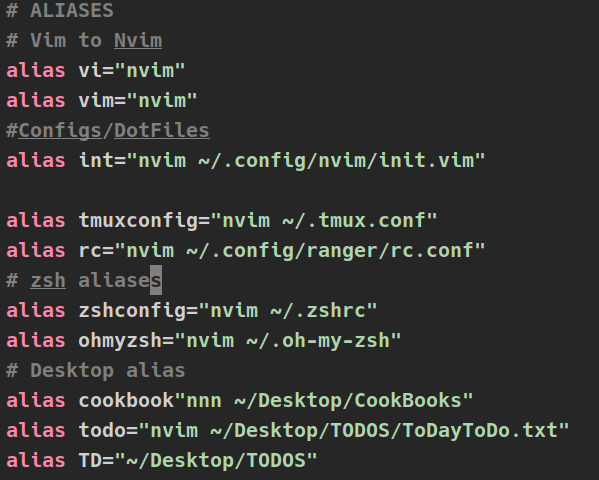 # ALIASES
# Vim to Nvim
alias vi="nvim"
alias vim="nvim"
#Configs/DotFiles
alias int="nvim ~/.config/nvim/init.vim"
alias tmuxconfig="nvim ~/.tmux.conf"
alias rc="nvim ~/.config/ranger/rc.conf"
# zsh aliases
alias zshconfig="nvim ~/.zshrc"
alias ohmyzsh="nvim ~/.oh-my-zsh"
# Desktop alias
alias cookbook"nnn ~/Desktop/CookBooks"
alias todo="nvim ~/Desktop/TODOS/ToDayToDo.txt"
alias TD="~/Desktop/TODOS"